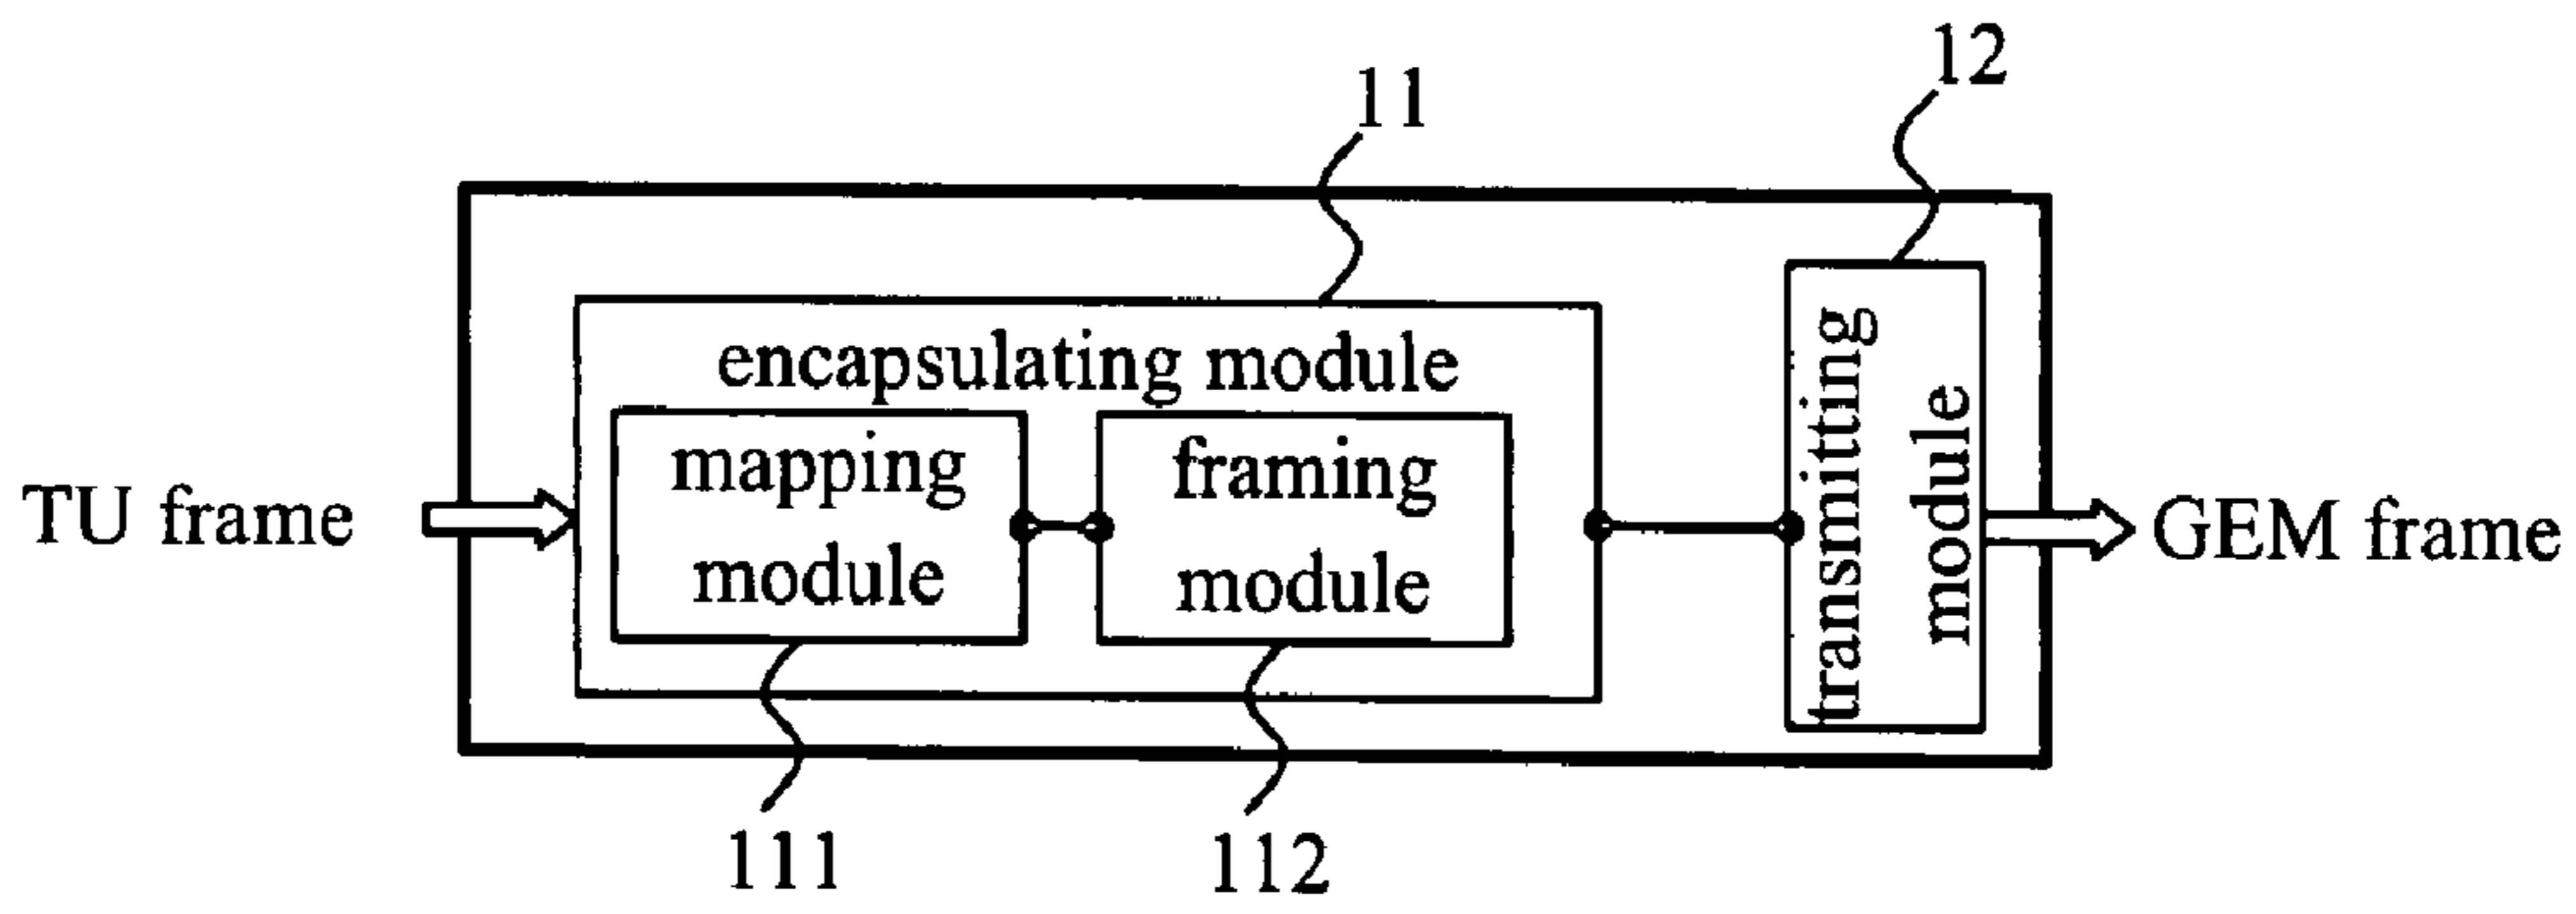 12
11
encapsulating module
mapping
module
framing
module
transmitting
module
TU frame
GEM frame
111
112